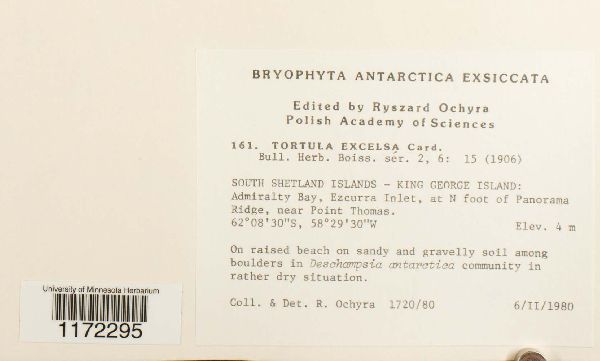 BRYOPHYTA ANTARCTICA EXSICCATA
Edited by Ryszard Ochyra
Polish Academy of Sciences
161. TORTULA EXCELSA Card.
Bull. Herb. Boiss. sér. 2, 6: 15 (1906)
SOUTH SHETLAND ISLANDS - KING GEORGE ISLAND:
Admiralty Bay, Ezcurra Inlet, at N foot of Panorama
Ridge, near Point Thomas.
62°08'30"S, 58°29'30"W Elev. 4 m
On raised beach on sandy and gravelly soil among
boulders in Deschampsia antarctica community in
rather dry situation.
Coll. & Det. R. Ochyra 1720/80 6/II/1980
University of Minnesota Herbarium
1172295